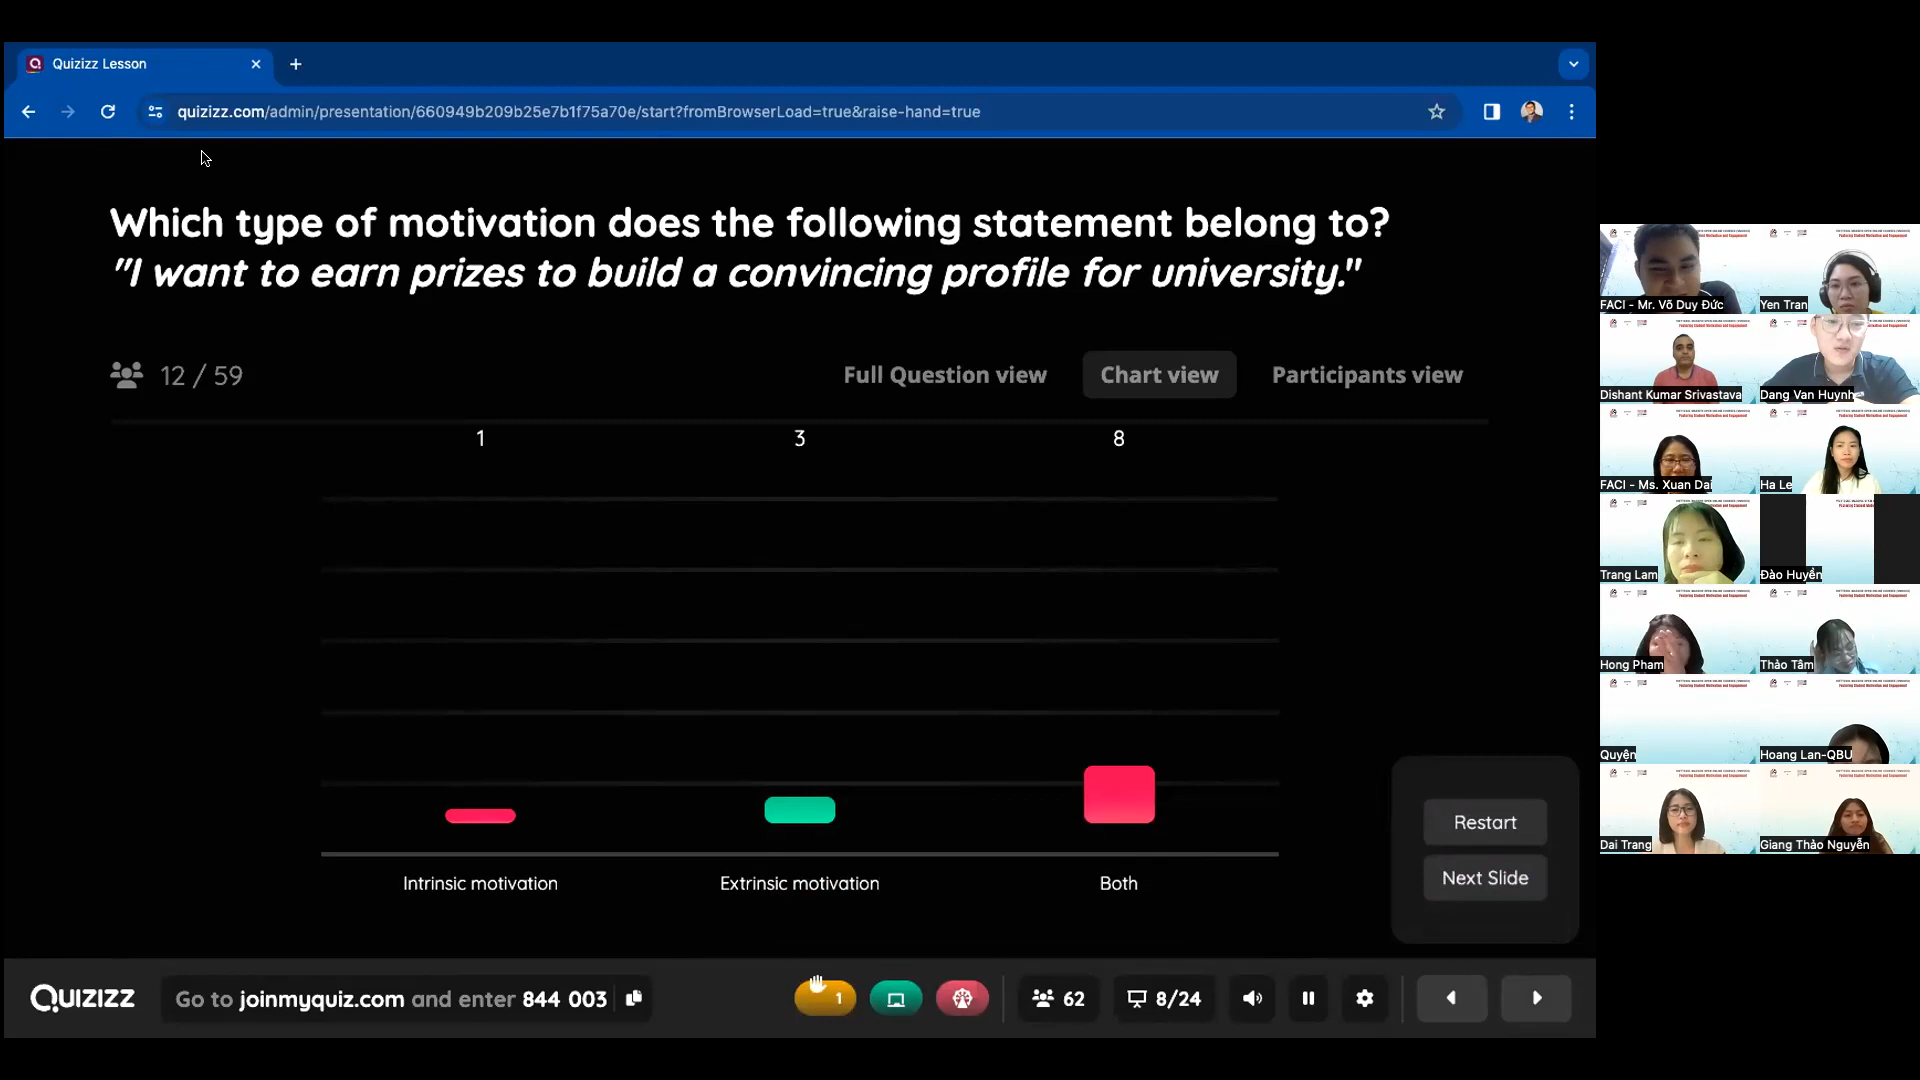 Quizizz Lesson
quizizz.com/admin/presentation/660949b209b25e7b1f75a70e/start?fromBrowserLoad=true&raise-hand=true
Which type of motivation does the following statement belong to?
"I want to earn prizes to build a convincing profile for university."
12 / 59
Full Question view
Chart view
Participants view
1
3
8
Intrinsic motivation
Extrinsic motivation
Both
Restart
Next Slide
QUIZIZZ
Go to joinmyquiz.com and enter 844 003
1
62
8/24
FACI - Mr. Võ Duy Đức
Yen Tran
Dishant Kumar Srivastava
Dang Van Huynh
FACI - Ms. Xuan Dai
Ha Le
Trang Lam
Đào Huyền
Hong Pham
Thảo Tâm
Quyện
Hoang Lan-QBU
Dai Trang
Giang Thảo Nguyễn